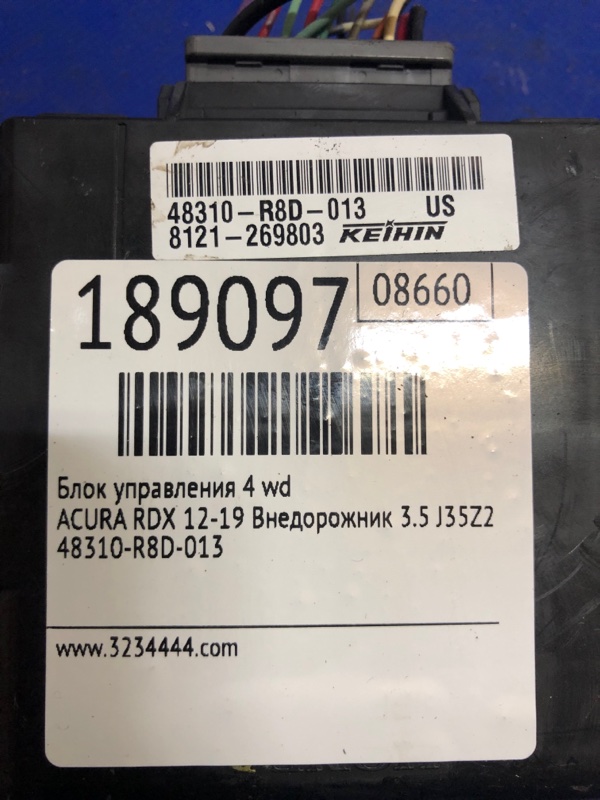 48310-R8D-013 US
8121-269803 KEIHIN
189097 08660
Блок управления 4 wd
ACURA RDX 12-19 Внедорожник 3.5 J35Z2
48310-R8D-013
www.3234444.com